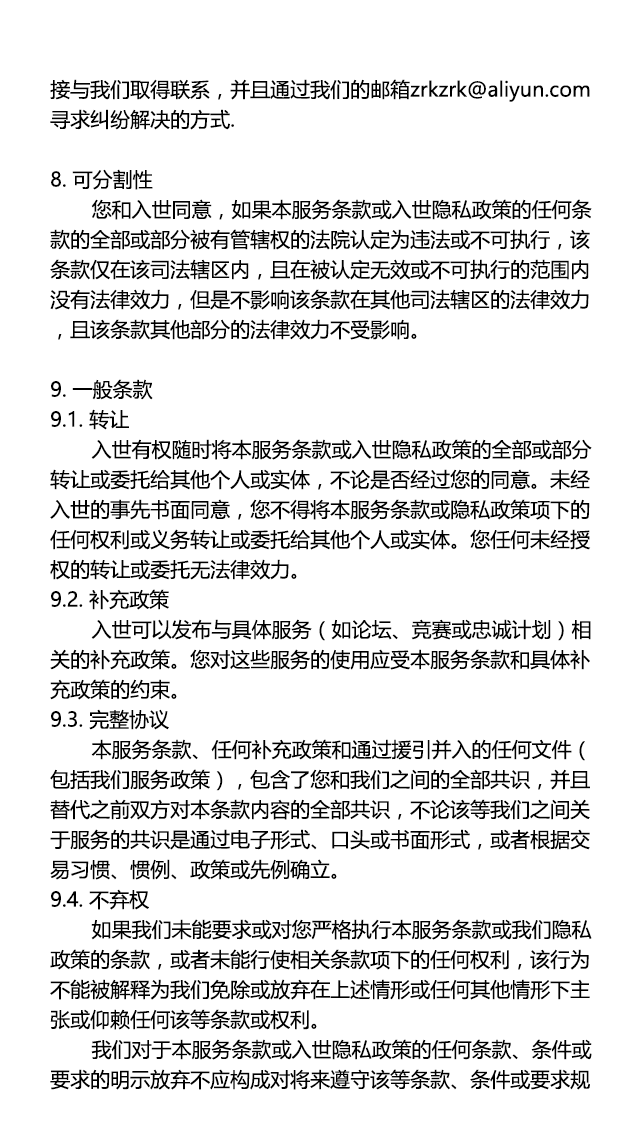 接与我们取得联系，并且通过我们的邮箱zrkzrk@aliyun.com
寻求纠纷解决的方式.
8. 可分割性
您和入世同意，如果本服务条款或入世隐私政策的任何条
款的全部或部分被有管辖权的法院认定为违法或不可执行，该
条款仅在该司法辖区内，且在被认定无效或不可执行的范围内
没有法律效力，但是不影响该条款在其他司法辖区的法律效力
，且该条款其他部分的法律效力不受影响。
9. 一般条款
9.1. 转让
入世有权随时将本服务条款或入世隐私政策的全部或部分
转让或委托给其他个人或实体，不论是否经过您的同意。未经
入世的事先书面同意，您不得将本服务条款或隐私政策项下的
任何权利或义务转让或委托给其他个人或实体。您任何未经授
权的转让或委托无法律效力。
9.2. 补充政策
入世可以发布与具体服务（如论坛、竞赛或忠诚计划）相
关的补充政策。您对这些服务的使用应受本服务条款和具体补
充政策的约束。
9.3. 完整协议
本服务条款、任何补充政策和通过援引并入的任何文件（
包括我们服务政策），包含了您和我们之间的全部共识，并且
替代之前双方对本条款内容的全部共识，不论该等我们之间关
于服务的共识是通过电子形式、口头或书面形式，或者根据交
易习惯、惯例、政策或先例确立。
9.4. 不弃权
如果我们未能要求或对您严格执行本服务条款或我们隐私
政策的条款，或者未能行使相关条款项下的任何权利，该行为
不能被解释为我们免除或放弃在上述情形或任何其他情形下主
张或仰赖任何该等条款或权利。
我们对于本服务条款或入世隐私政策的任何条款、条件或
要求的明示放弃不应构成对将来遵守该等条款、条件或要求规